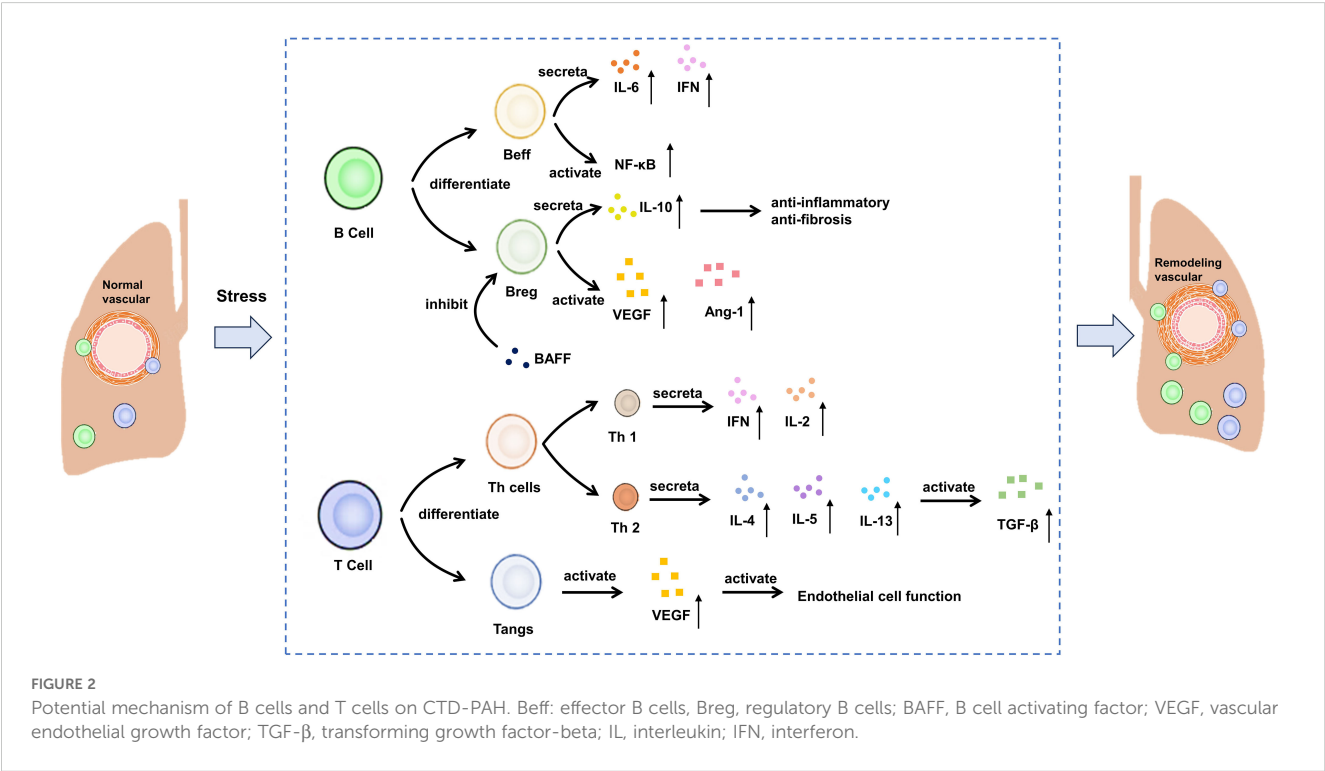 Normal
vascular
Stress
B Cell
differentiate
Beff
secreta
IL-6
IFN
activate
NF-κB
Breg
secreta
IL-10
anti-inflammatory
anti-fibrosis
activate
VEGF
Ang-1
inhibit
BAFF
T Cell
differentiate
Th cells
Th 1
secreta
IFN
IL-2
Th 2
secreta
IL-4
IL-5
IL-13
activate
TGF-β
Tangs
activate
VEGF
activate
Endothelial cell function
Remodeling
vascular
FIGURE 2
Potential mechanism of B cells and T cells on CTD-PAH. Beff: effector B cells, Breg, regulatory B cells; BAFF, B cell activating factor; VEGF, vascular
endothelial growth factor; TGF-β, transforming growth factor-beta; IL, interleukin; IFN, interferon.